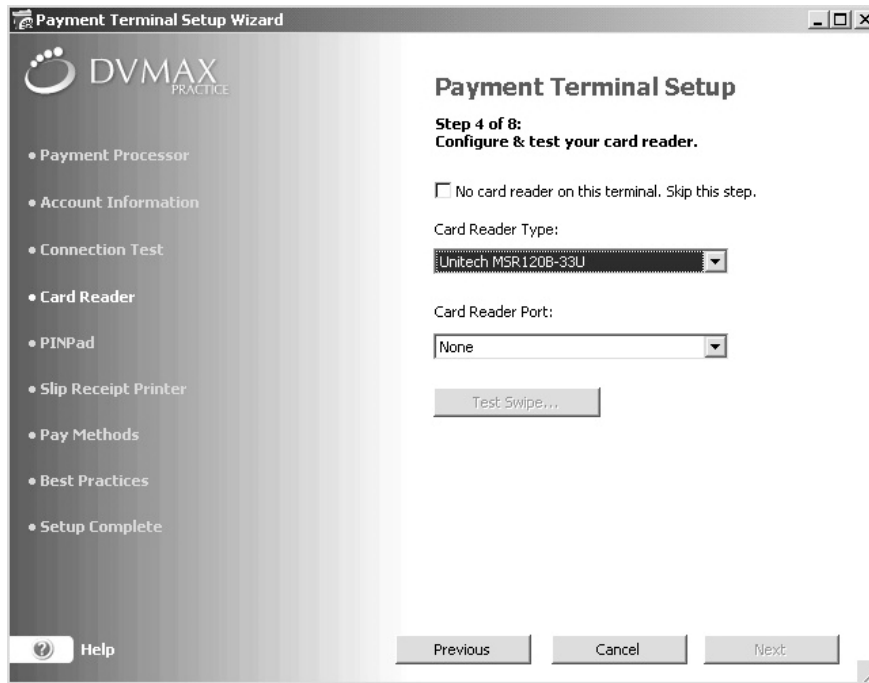 Payment Terminal Setup Wizard
DVMAX
PRACTICE
• Payment Processor
• Account Information
• Connection Test
• Card Reader
• PINPad
• Slip Receipt Printer
• Pay Methods
• Best Practices
• Setup Complete
? Help
Payment Terminal Setup
Step 4 of 8:
Configure & test your card reader.
No card reader on this terminal. Skip this step.
Card Reader Type:
Unitech MSR120B-33U
Card Reader Port:
None
Test Swipe...
Previous Cancel Next